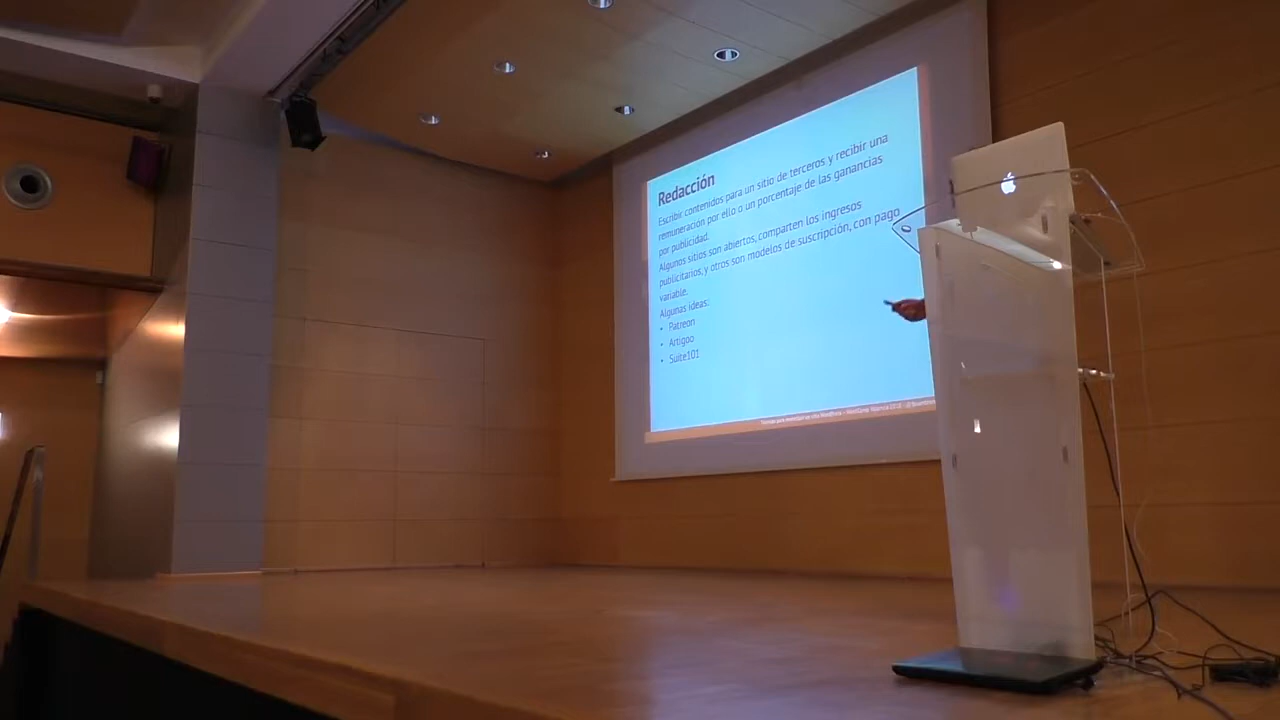 Redacción
Escribir contenidos para un sitio de terceros y recibir una
remuneración por ello o un porcentaje de las ganancias
por publicidad.
Algunos sitios son abiertos, comparten los ingresos
publicitarios, y otros son modelos de suscripción, con pago
variable.
Algunas ideas:
• Patreon
• Artigoo
• Suite101